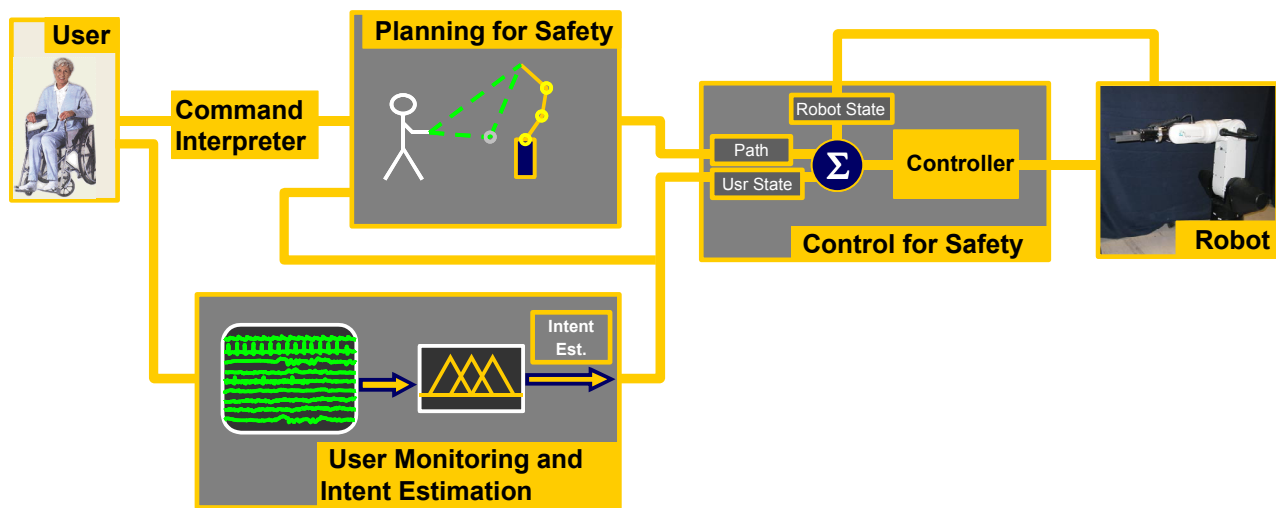 User
Planning for Safety
Command
Interpreter
Robot State
Path
Usr State
Σ
Controller
Control for Safety
Robot
Intent
Est.
User Monitoring and
Intent Estimation